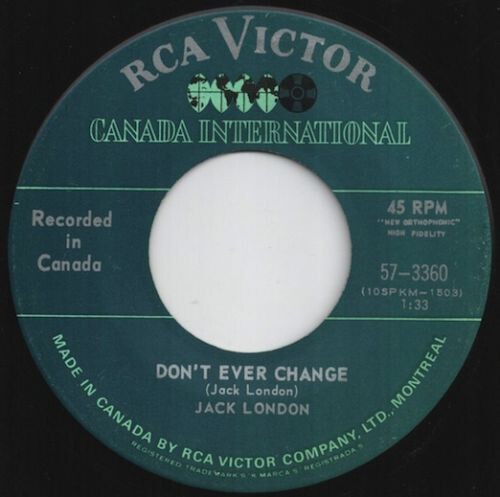 RCA VICTOR
CANADA INTERNATIONAL
Recorded
in
Canada
45 RPM
"NEW ORTHOPHONIC"
HIGH FIDELITY
57-3360
(10SPKM-1503)
1:33
DON'T EVER CHANGE
(Jack London)
JACK LONDON
MADE IN CANADA BY RCA VICTOR COMPANY, LTD., MONTREAL
REGISTERED TRADEMARK'S * MARCA'S REGISTRADA'S